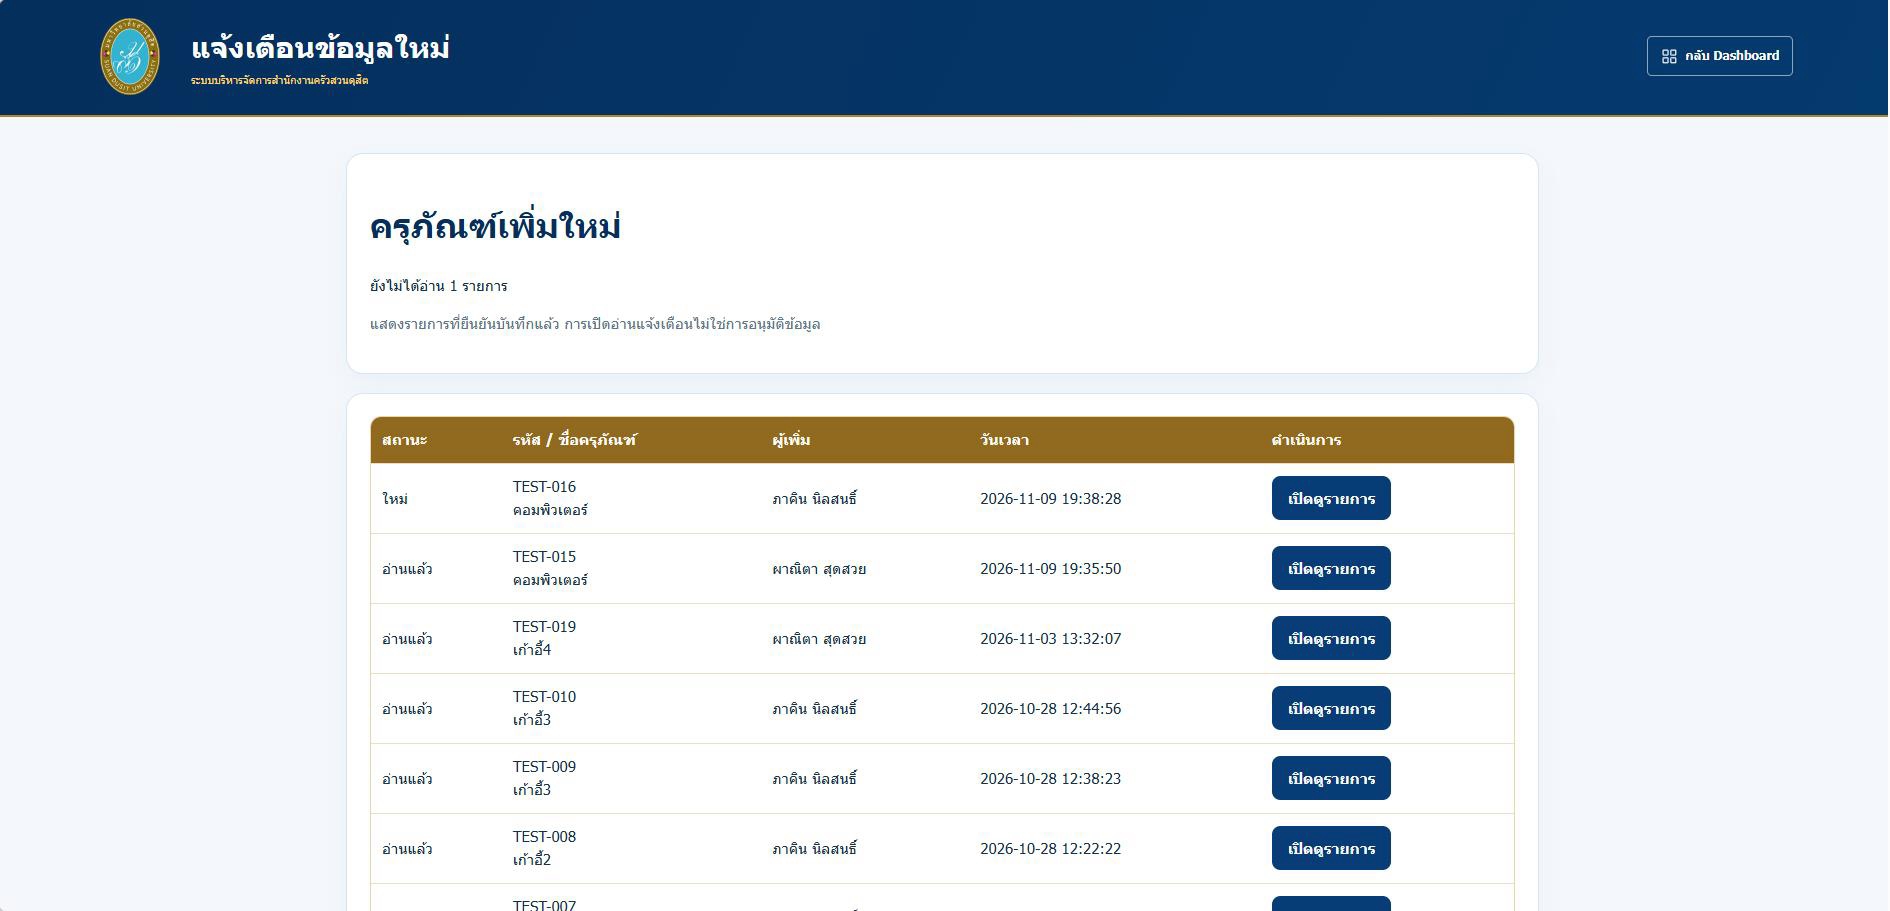 แจ้งเตือนข้อมูลใหม่
ระบบบริหารจัดการสำนักงานครัวสวนดุสิต
กลับ Dashboard
ครุภัณฑ์เพิ่มใหม่
ยังไม่ได้อ่าน 1 รายการ
แสดงรายการที่ยืนยันบันทึกแล้ว การเปิดอ่านแจ้งเตือนไม่ใช่การอนุมัติข้อมูล
สถานะ รหัส / ชื่อครุภัณฑ์ ผู้เพิ่ม วันเวลา ดำเนินการ
ใหม่ TEST-016 ภาคิน นิลสนธิ์ 2026-11-09 19:38:28 เปิดดูรายการ
คอมพิวเตอร์
อ่านแล้ว TEST-015 ผาณิตา สุดสวย 2026-11-09 19:35:50 เปิดดูรายการ
คอมพิวเตอร์
อ่านแล้ว TEST-019 ผาณิตา สุดสวย 2026-11-03 13:32:07 เปิดดูรายการ
เก้าอี้4
อ่านแล้ว TEST-010 ภาคิน นิลสนธิ์ 2026-10-28 12:44:56 เปิดดูรายการ
เก้าอี้3
อ่านแล้ว TEST-009 ภาคิน นิลสนธิ์ 2026-10-28 12:38:23 เปิดดูรายการ
เก้าอี้3
อ่านแล้ว TEST-008 ภาคิน นิลสนธิ์ 2026-10-28 12:22:22 เปิดดูรายการ
เก้าอี้2
TEST-007